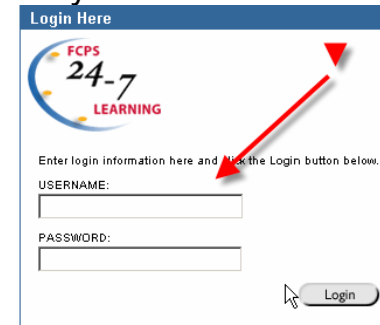 Login Here
FCPS
24-7
LEARNING
Enter login information here and click the Login button below.
USERNAME:
PASSWORD:
Login